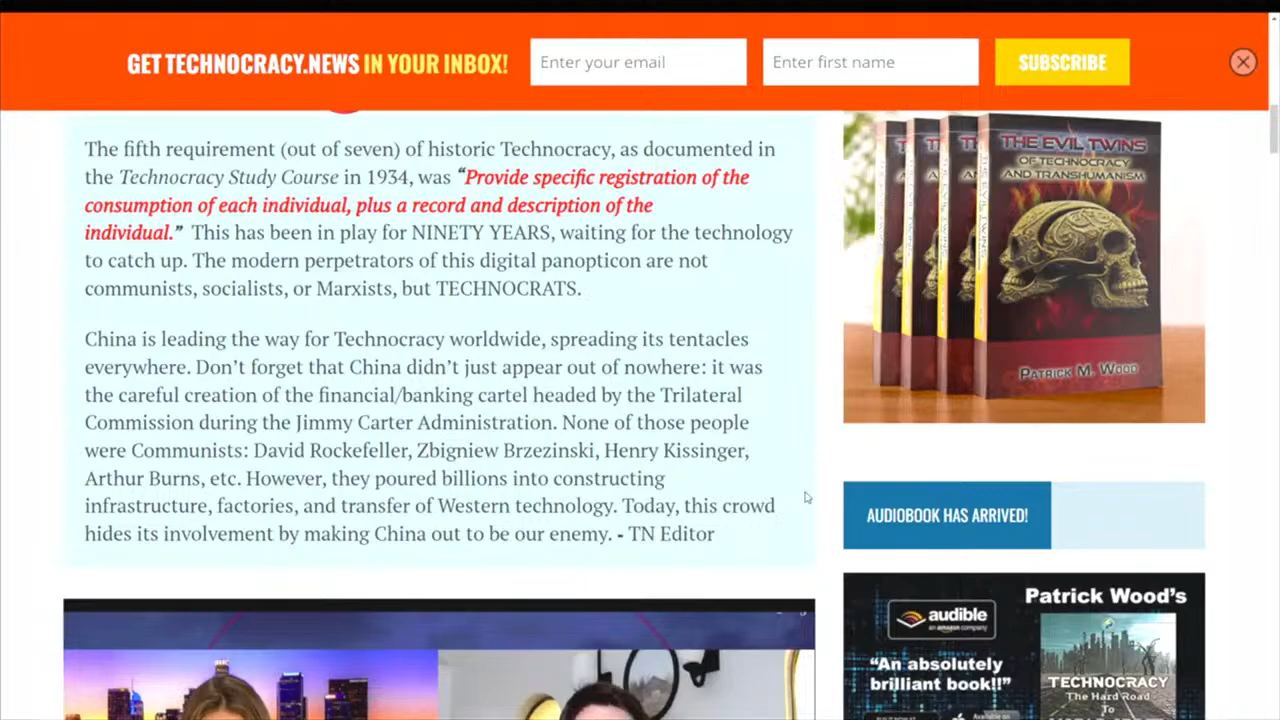 GET TECHNOCRACY.NEWS IN YOUR INBOX!
Enter your email
Enter first name
SUBSCRIBE
The fifth requirement (out of seven) of historic Technocracy, as documented in
the Technocracy Study Course in 1934, was “Provide specific registration of the
consumption of each individual, plus a record and description of the
individual.” This has been in play for NINETY YEARS, waiting for the technology
to catch up. The modern perpetrators of this digital panopticon are not
communists, socialists, or Marxists, but TECHNOCRATS.
China is leading the way for Technocracy worldwide, spreading its tentacles
everywhere. Don’t forget that China didn’t just appear out of nowhere: it was
the careful creation of the financial/banking cartel headed by the Trilateral
Commission during the Jimmy Carter Administration. None of those people
were Communists: David Rockefeller, Zbigniew Brzezinski, Henry Kissinger,
Arthur Burns, etc. However, they poured billions into constructing
infrastructure, factories, and transfer of Western technology. Today, this crowd
hides its involvement by making China out to be our enemy. - TN Editor
THE EVIL TWINS
OF TECHNOCRACY
AND TRANSHUMANISM
PATRICK M. WOOD
AUDIOBOOK HAS ARRIVED!
audible
an amazon company
Patrick Wood’s
“An absolutely
brilliant book!!”
TECHNOCRACY
The Hard Road
To
Available on